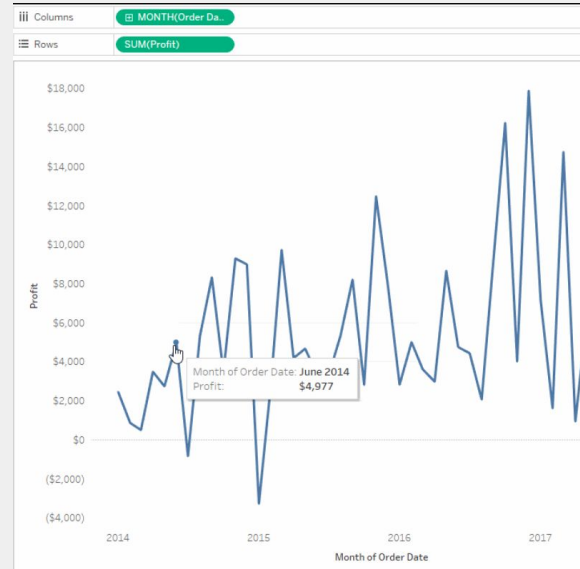 Columns
MONTH(Order Da..
Rows
SUM(Profit)
$18,000
$16,000
$14,000
$12,000
$10,000
$8,000
$6,000
$4,000
$2,000
$0
($2,000)
($4,000)
Profit
Month of Order Date: June 2014
Profit: $4,977
2014 2015 2016 2017
Month of Order Date